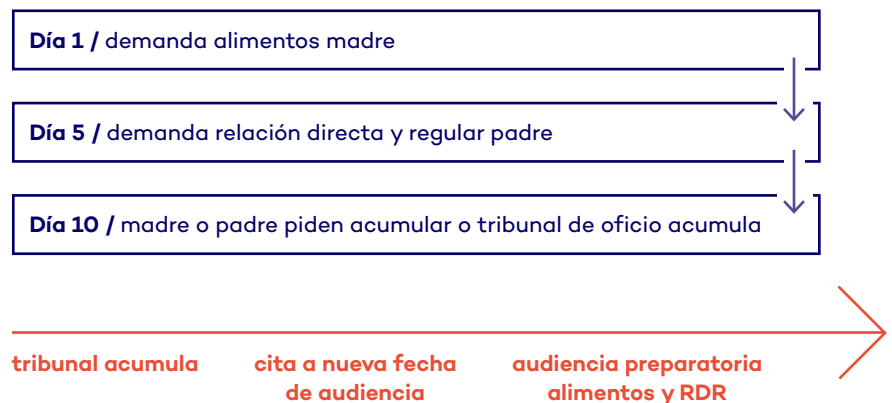 Día 1 / demanda alimentos madre
Día 5 / demanda relación directa y regular padre
Día 10 / madre o padre piden acumular o tribunal de oficio acumula
tribunal acumula
cita a nueva fecha
de audiencia
audiencia preparatoria
alimentos y RDR